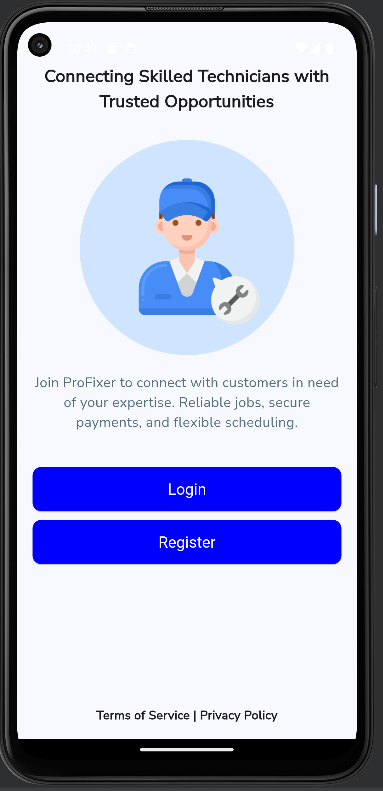 10:49
Connecting Skilled Technicians with
Trusted Opportunities
Join ProFixer to connect with customers in need
of your expertise. Reliable jobs, secure
payments, and flexible scheduling.
Login
Register
Terms of Service | Privacy Policy